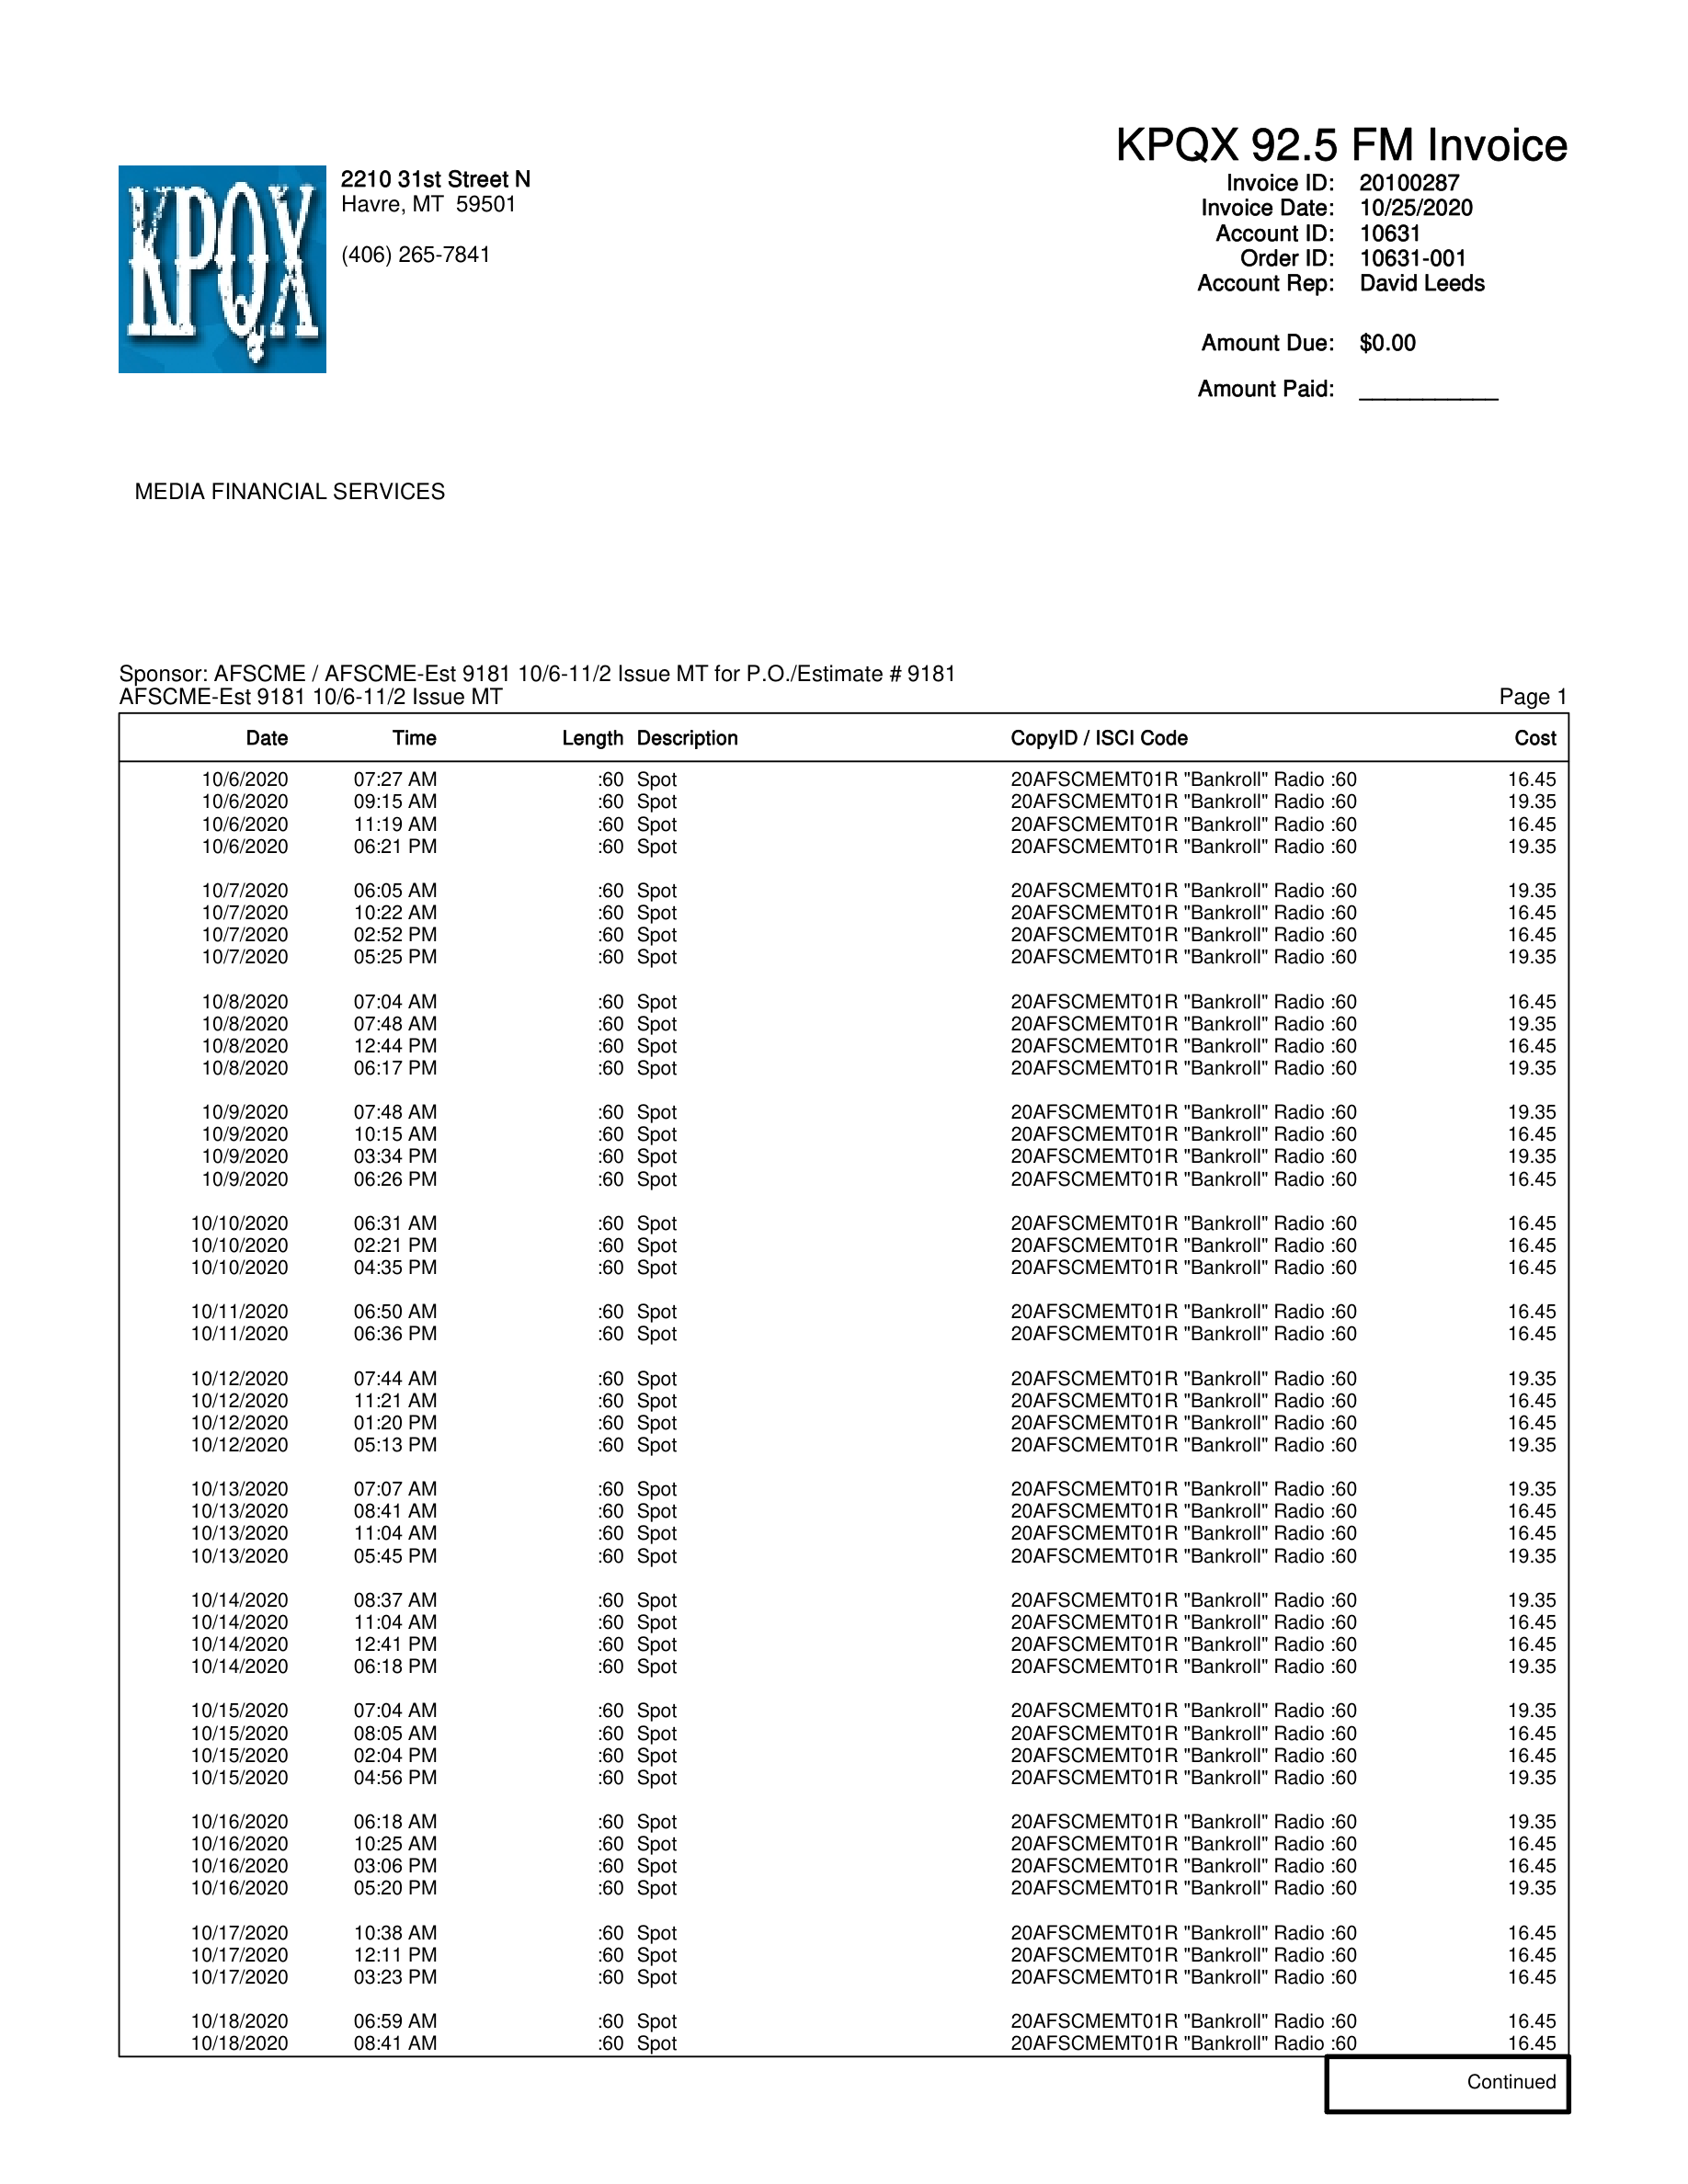 KPQX 92.5 FM Invoice
KPQX
2210 31st Street N
Havre, MT  59501
(406) 265-7841
Invoice ID: 20100287
Invoice Date: 10/25/2020
Account ID: 10631
Order ID: 10631-001
Account Rep: David Leeds
Amount Due: $0.00
Amount Paid: ___________
MEDIA FINANCIAL SERVICES
Sponsor: AFSCME / AFSCME-Est 9181 10/6-11/2 Issue MT for P.O./Estimate # 9181
AFSCME-Est 9181 10/6-11/2 Issue MT Page 1
Date Time Length Description CopyID / ISCI Code Cost
10/6/2020 07:27 AM :60 Spot 20AFSCMEMT01R "Bankroll" Radio :60 16.45
10/6/2020 09:15 AM :60 Spot 20AFSCMEMT01R "Bankroll" Radio :60 19.35
10/6/2020 11:19 AM :60 Spot 20AFSCMEMT01R "Bankroll" Radio :60 16.45
10/6/2020 06:21 PM :60 Spot 20AFSCMEMT01R "Bankroll" Radio :60 19.35
10/7/2020 06:05 AM :60 Spot 20AFSCMEMT01R "Bankroll" Radio :60 19.35
10/7/2020 10:22 AM :60 Spot 20AFSCMEMT01R "Bankroll" Radio :60 16.45
10/7/2020 02:52 PM :60 Spot 20AFSCMEMT01R "Bankroll" Radio :60 16.45
10/7/2020 05:25 PM :60 Spot 20AFSCMEMT01R "Bankroll" Radio :60 19.35
10/8/2020 07:04 AM :60 Spot 20AFSCMEMT01R "Bankroll" Radio :60 16.45
10/8/2020 07:48 AM :60 Spot 20AFSCMEMT01R "Bankroll" Radio :60 19.35
10/8/2020 12:44 PM :60 Spot 20AFSCMEMT01R "Bankroll" Radio :60 16.45
10/8/2020 06:17 PM :60 Spot 20AFSCMEMT01R "Bankroll" Radio :60 19.35
10/9/2020 07:48 AM :60 Spot 20AFSCMEMT01R "Bankroll" Radio :60 19.35
10/9/2020 10:15 AM :60 Spot 20AFSCMEMT01R "Bankroll" Radio :60 16.45
10/9/2020 03:34 PM :60 Spot 20AFSCMEMT01R "Bankroll" Radio :60 19.35
10/9/2020 06:26 PM :60 Spot 20AFSCMEMT01R "Bankroll" Radio :60 16.45
10/10/2020 06:31 AM :60 Spot 20AFSCMEMT01R "Bankroll" Radio :60 16.45
10/10/2020 02:21 PM :60 Spot 20AFSCMEMT01R "Bankroll" Radio :60 16.45
10/10/2020 04:35 PM :60 Spot 20AFSCMEMT01R "Bankroll" Radio :60 16.45
10/11/2020 06:50 AM :60 Spot 20AFSCMEMT01R "Bankroll" Radio :60 16.45
10/11/2020 06:36 PM :60 Spot 20AFSCMEMT01R "Bankroll" Radio :60 16.45
10/12/2020 07:44 AM :60 Spot 20AFSCMEMT01R "Bankroll" Radio :60 19.35
10/12/2020 11:21 AM :60 Spot 20AFSCMEMT01R "Bankroll" Radio :60 16.45
10/12/2020 01:20 PM :60 Spot 20AFSCMEMT01R "Bankroll" Radio :60 16.45
10/12/2020 05:13 PM :60 Spot 20AFSCMEMT01R "Bankroll" Radio :60 19.35
10/13/2020 07:07 AM :60 Spot 20AFSCMEMT01R "Bankroll" Radio :60 19.35
10/13/2020 08:41 AM :60 Spot 20AFSCMEMT01R "Bankroll" Radio :60 16.45
10/13/2020 11:04 AM :60 Spot 20AFSCMEMT01R "Bankroll" Radio :60 16.45
10/13/2020 05:45 PM :60 Spot 20AFSCMEMT01R "Bankroll" Radio :60 19.35
10/14/2020 08:37 AM :60 Spot 20AFSCMEMT01R "Bankroll" Radio :60 19.35
10/14/2020 11:04 AM :60 Spot 20AFSCMEMT01R "Bankroll" Radio :60 16.45
10/14/2020 12:41 PM :60 Spot 20AFSCMEMT01R "Bankroll" Radio :60 16.45
10/14/2020 06:18 PM :60 Spot 20AFSCMEMT01R "Bankroll" Radio :60 19.35
10/15/2020 07:04 AM :60 Spot 20AFSCMEMT01R "Bankroll" Radio :60 19.35
10/15/2020 08:05 AM :60 Spot 20AFSCMEMT01R "Bankroll" Radio :60 16.45
10/15/2020 02:04 PM :60 Spot 20AFSCMEMT01R "Bankroll" Radio :60 16.45
10/15/2020 04:56 PM :60 Spot 20AFSCMEMT01R "Bankroll" Radio :60 19.35
10/16/2020 06:18 AM :60 Spot 20AFSCMEMT01R "Bankroll" Radio :60 19.35
10/16/2020 10:25 AM :60 Spot 20AFSCMEMT01R "Bankroll" Radio :60 16.45
10/16/2020 03:06 PM :60 Spot 20AFSCMEMT01R "Bankroll" Radio :60 16.45
10/16/2020 05:20 PM :60 Spot 20AFSCMEMT01R "Bankroll" Radio :60 19.35
10/17/2020 10:38 AM :60 Spot 20AFSCMEMT01R "Bankroll" Radio :60 16.45
10/17/2020 12:11 PM :60 Spot 20AFSCMEMT01R "Bankroll" Radio :60 16.45
10/17/2020 03:23 PM :60 Spot 20AFSCMEMT01R "Bankroll" Radio :60 16.45
10/18/2020 06:59 AM :60 Spot 20AFSCMEMT01R "Bankroll" Radio :60 16.45
10/18/2020 08:41 AM :60 Spot 20AFSCMEMT01R "Bankroll" Radio :60 16.45
Continued